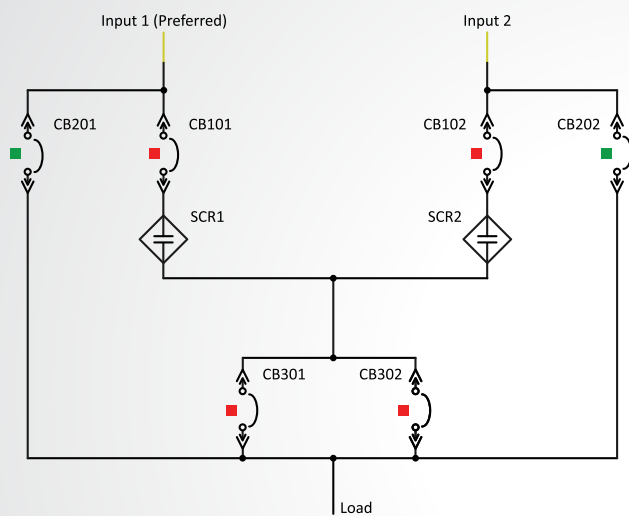 Input 1 (Preferred)
Input 2
CB201
CB101
CB102
CB202
SCR1
SCR2
CB301
CB302
Load